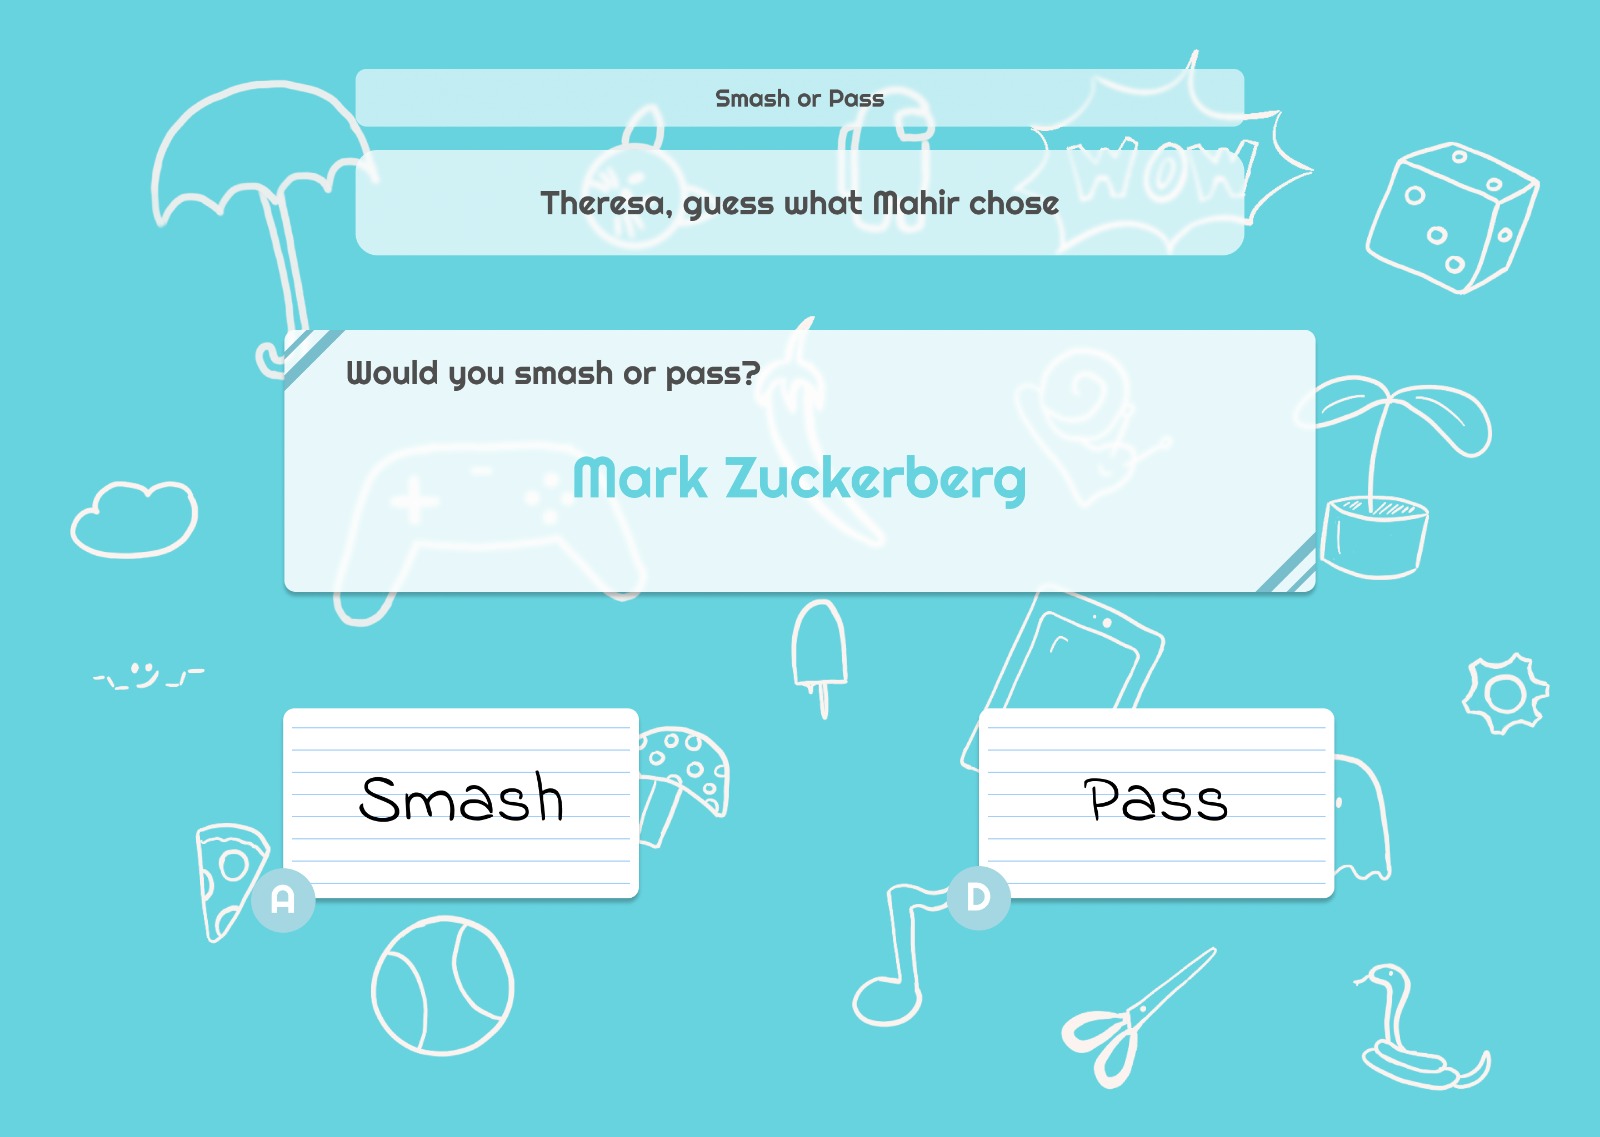 Smash or Pass
WOW
Theresa, guess what Mahir chose
Would you smash or pass?
Mark Zuckerberg
Smash
Pass
A
D